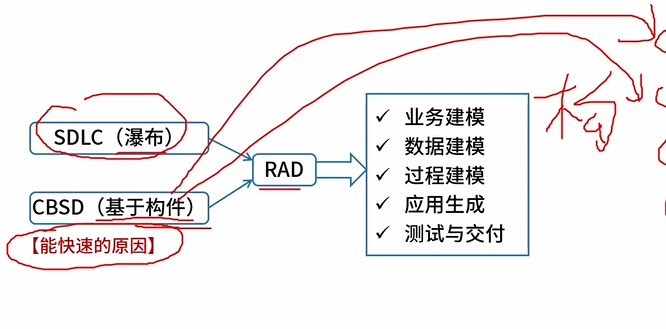 SDLC（瀑布）
CBSD（基于构件）
【能快速的原因】
RAD
✓ 业务建模
✓ 数据建模
✓ 过程建模
✓ 应用生成
✓ 测试与交付
构